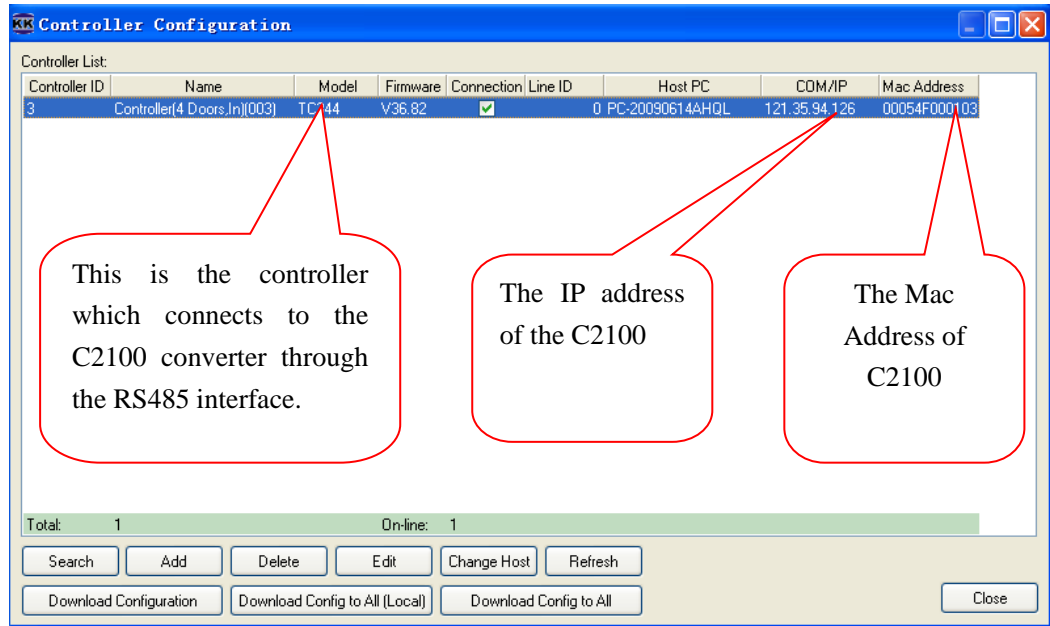 KK Controller Configuration
Controller List:
Controller ID Name Model Firmware Connection Line ID Host PC COM/IP Mac Address
3 Controller(4 Doors,In)(003) V36.82 0 PC-20090614AHQL 121.35.94.126 00054F000103
This is the controller
which connects to the
C2100 converter through
the RS485 interface.
The IP address
of the C2100
The Mac
Address of
C2100
Total: 1 On-line: 1
Search Add Delete Edit Change Host Refresh
Download Configuration Download Config to All (Local) Download Config to All Close